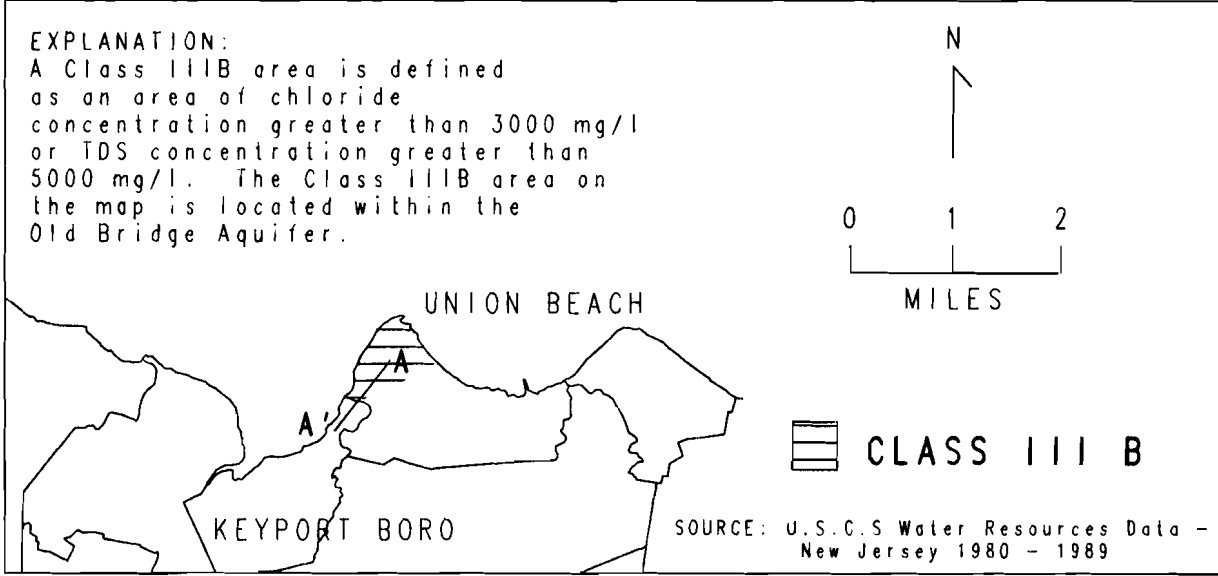 EXPLANATION:
A Class IIIB area is defined
as an area of chloride
concentration greater than 3000 mg/l
or TDS concentration greater than
5000 mg/l. The Class IIIB area on
the map is located within the
Old Bridge Aquifer.
N
0 1 2
MILES
UNION BEACH
A
A'
CLASS III B
KEYPORT BORO
SOURCE: U.S.C.S Water Resources Data -
New Jersey 1980 - 1989